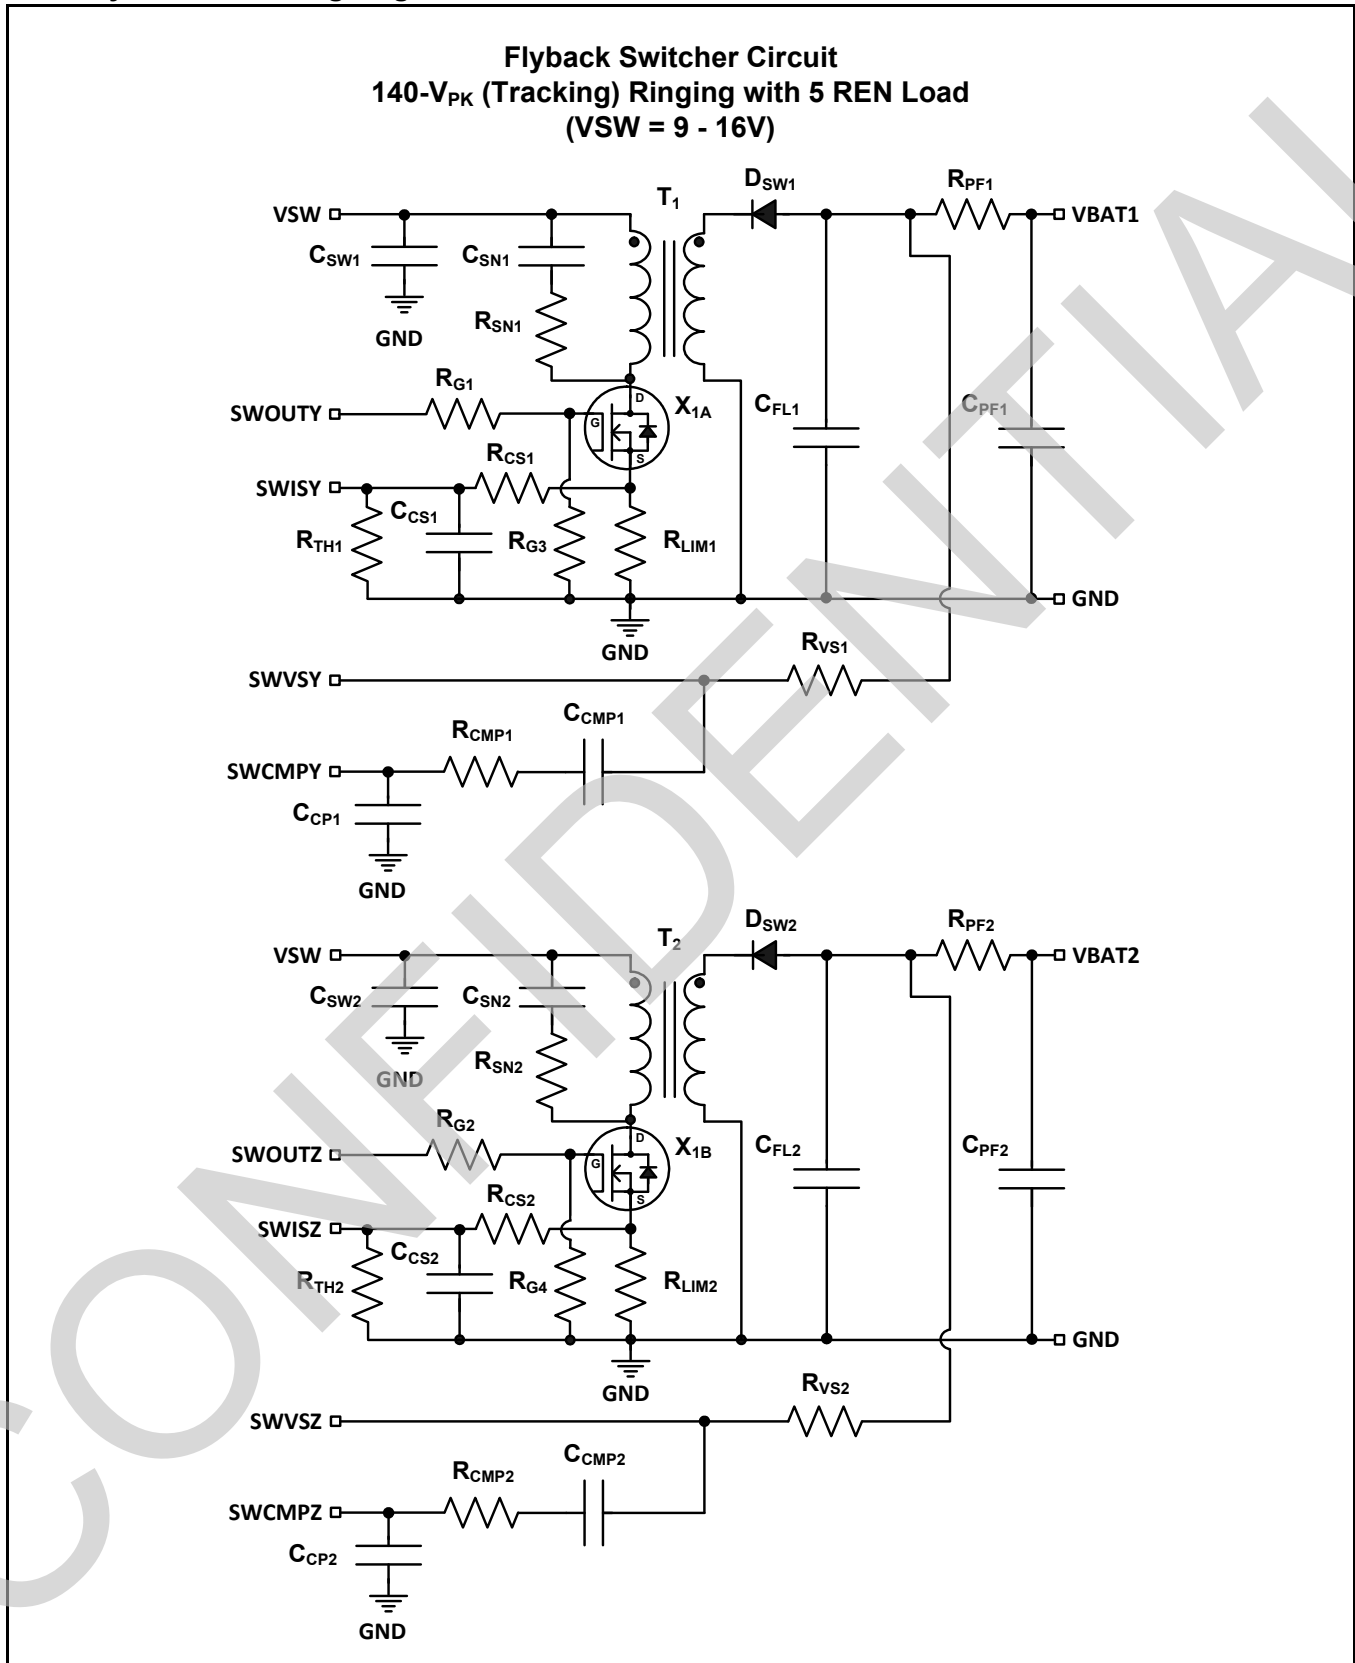 Flyback Switcher Circuit
140-VPK (Tracking) Ringing with 5 REN Load
(VSW = 9 - 16V)
DSW1
RPF1
T1
VSW
VBAT1
CSW1
CSN1
RSN1
GND
RG1
D
X1A
CFL1
CPF1
SWOUTY
G
S
RCS1
SWISY
CCS1
RTH1
RG3
RLIM1
GND
GND
RVS1
SWVSY
CCMP1
RCMP1
SWCMPY
CCP1
GND
DSW2
RPF2
T2
VSW
VBAT2
CSW2
CSN2
RSN2
GND
RG2
D
X1B
CFL2
CPF2
SWOUTZ
G
S
RCS2
SWISZ
CCS2
RTH2
RG4
RLIM2
GND
GND
RVS2
SWVSZ
CCMP2
RCMP2
SWCMPZ
CCP2
GND
CONFIDENTIAL